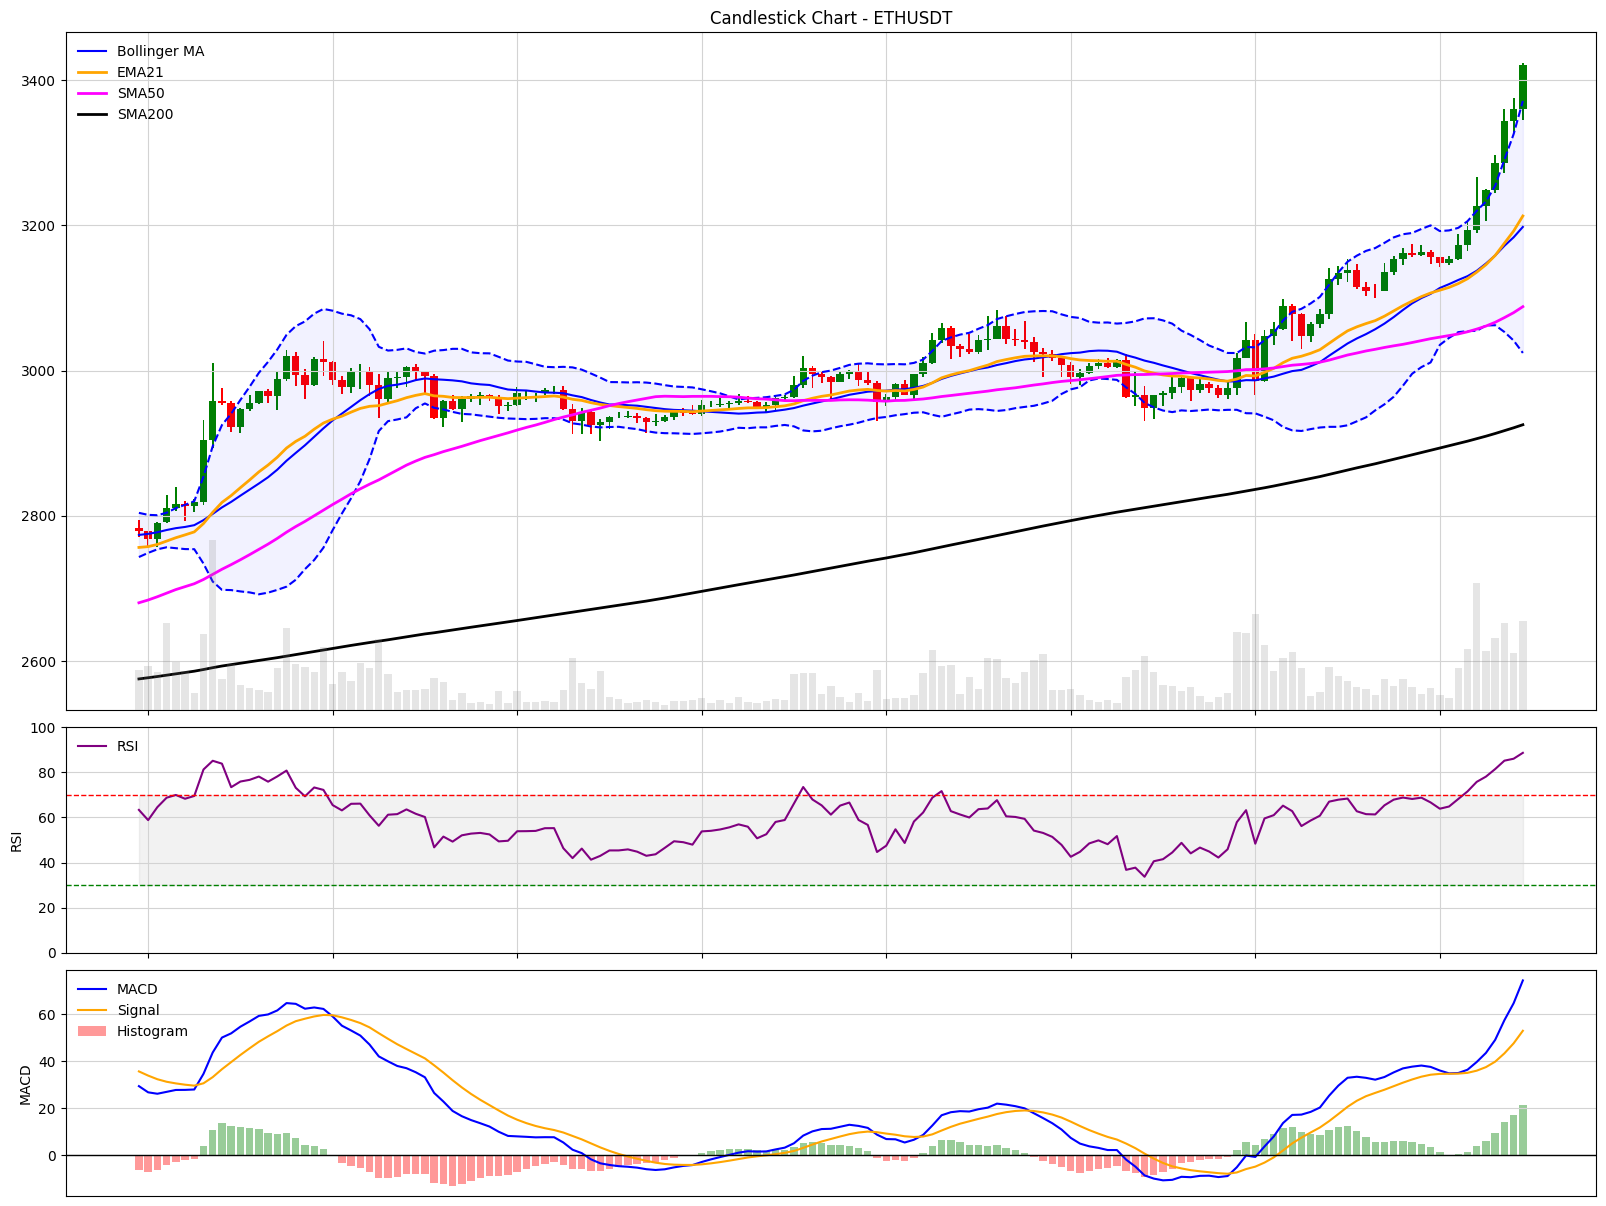 Candlestick Chart - ETHUSDT
Bollinger MA
EMA21
SMA50
SMA200
3400
3200
3000
2800
2600
RSI
100
80
60
40
20
0
RSI
MACD
Signal
Histogram
60
40
20
0
MACD